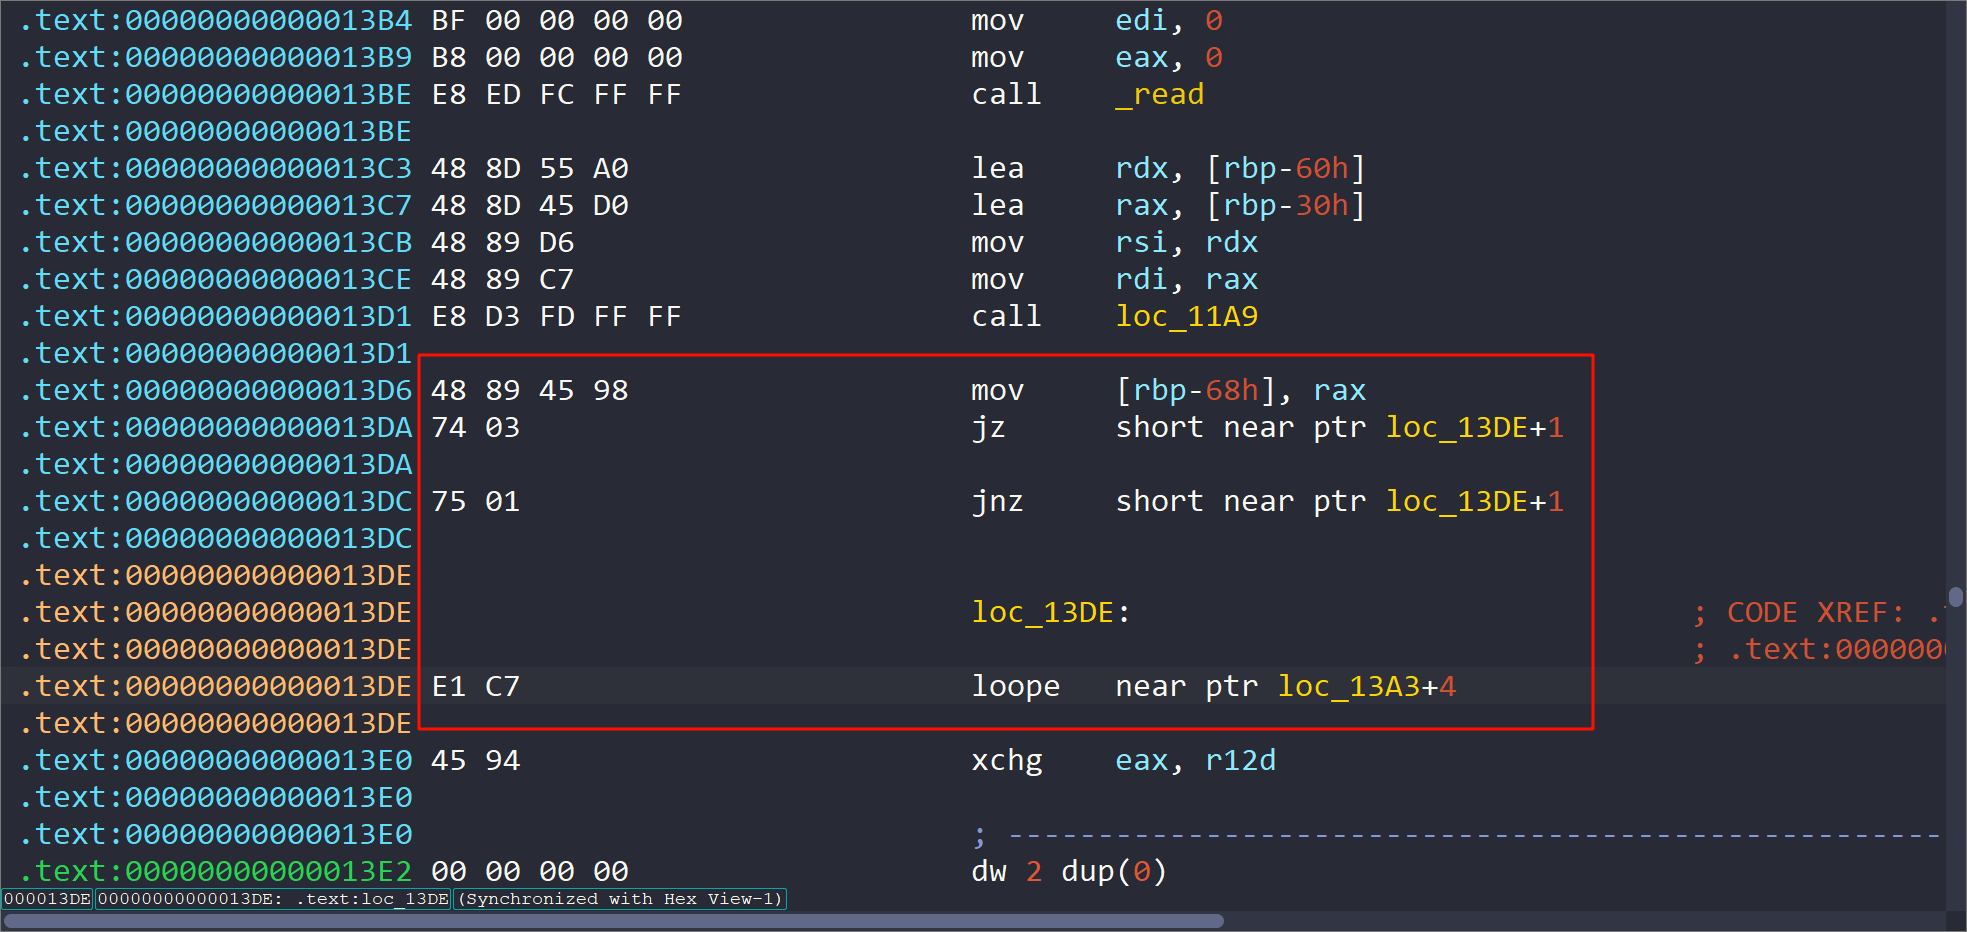 .text:00000000000013B4 BF 00 00 00 00 mov edi, 0
.text:00000000000013B9 B8 00 00 00 00 mov eax, 0
.text:00000000000013BE E8 ED FC FF FF call _read
.text:00000000000013BE
.text:00000000000013C3 48 8D 55 A0 lea rdx, [rbp-60h]
.text:00000000000013C7 48 8D 45 D0 lea rax, [rbp-30h]
.text:00000000000013CB 48 89 D6 mov rsi, rdx
.text:00000000000013CE 48 89 C7 mov rdi, rax
.text:00000000000013D1 E8 D3 FD FF FF call loc_11A9
.text:00000000000013D1
.text:00000000000013D6 48 89 45 98 mov [rbp-68h], rax
.text:00000000000013DA 74 03 jz short near ptr loc_13DE+1
.text:00000000000013DA
.text:00000000000013DC 75 01 jnz short near ptr loc_13DE+1
.text:00000000000013DC
.text:00000000000013DE
.text:00000000000013DE loc_13DE: ; CODE XREF: .
.text:00000000000013DE ; .text:0000000
.text:00000000000013DE E1 C7 loope near ptr loc_13A3+4
.text:00000000000013DE
.text:00000000000013E0 45 94 xchg eax, r12d
.text:00000000000013E0
.text:00000000000013E0 ; ----------------------------------------------------
.text:00000000000013E2 00 00 00 00 dw 2 dup(0)
000013DE 00000000000013DE: .text:loc_13DE (Synchronized with Hex View-1)